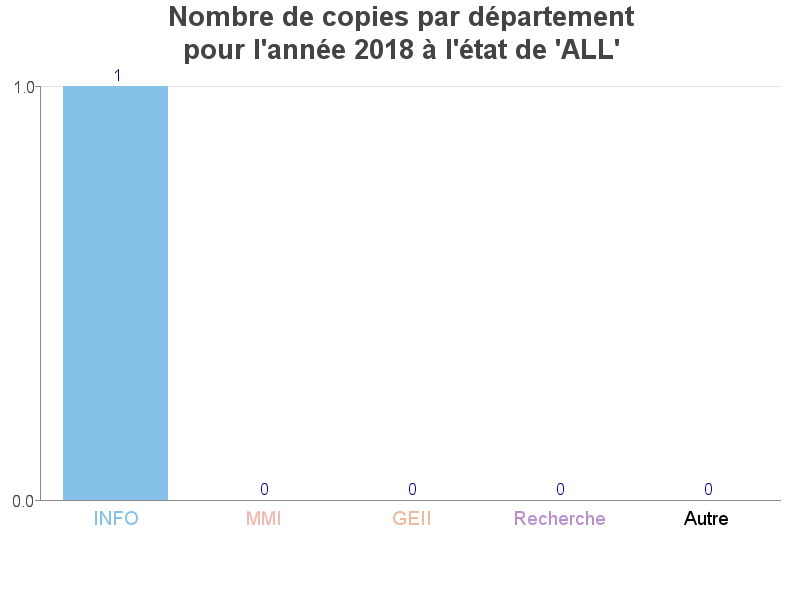 Nombre de copies par département
pour l'année 2018 à l'état de 'ALL'
1
1.0
0 0 0 0
0.0
INFO MMI GEII Recherche Autre